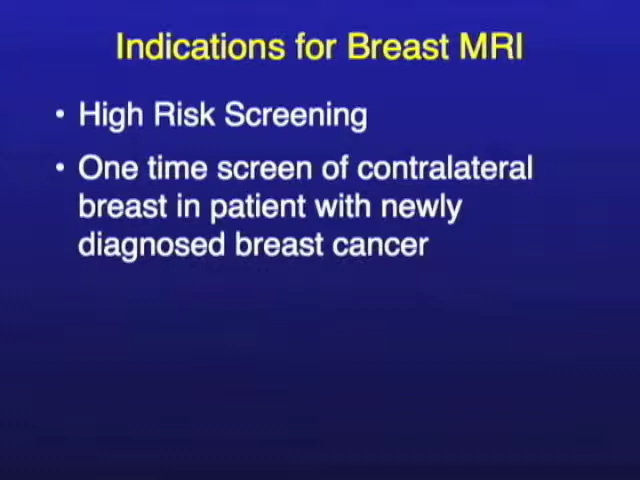 Indications for Breast MRI
• High Risk Screening
• One time screen of contralateral
breast in patient with newly
diagnosed breast cancer